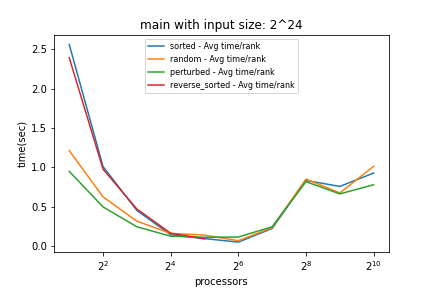 main with input size: 2^24
sorted - Avg time/rank
random - Avg time/rank
perturbed - Avg time/rank
reverse_sorted - Avg time/rank
time(sec)
2.5
2.0
1.5
1.0
0.5
0.0
2^2 2^4 2^6 2^8 2^10
processors